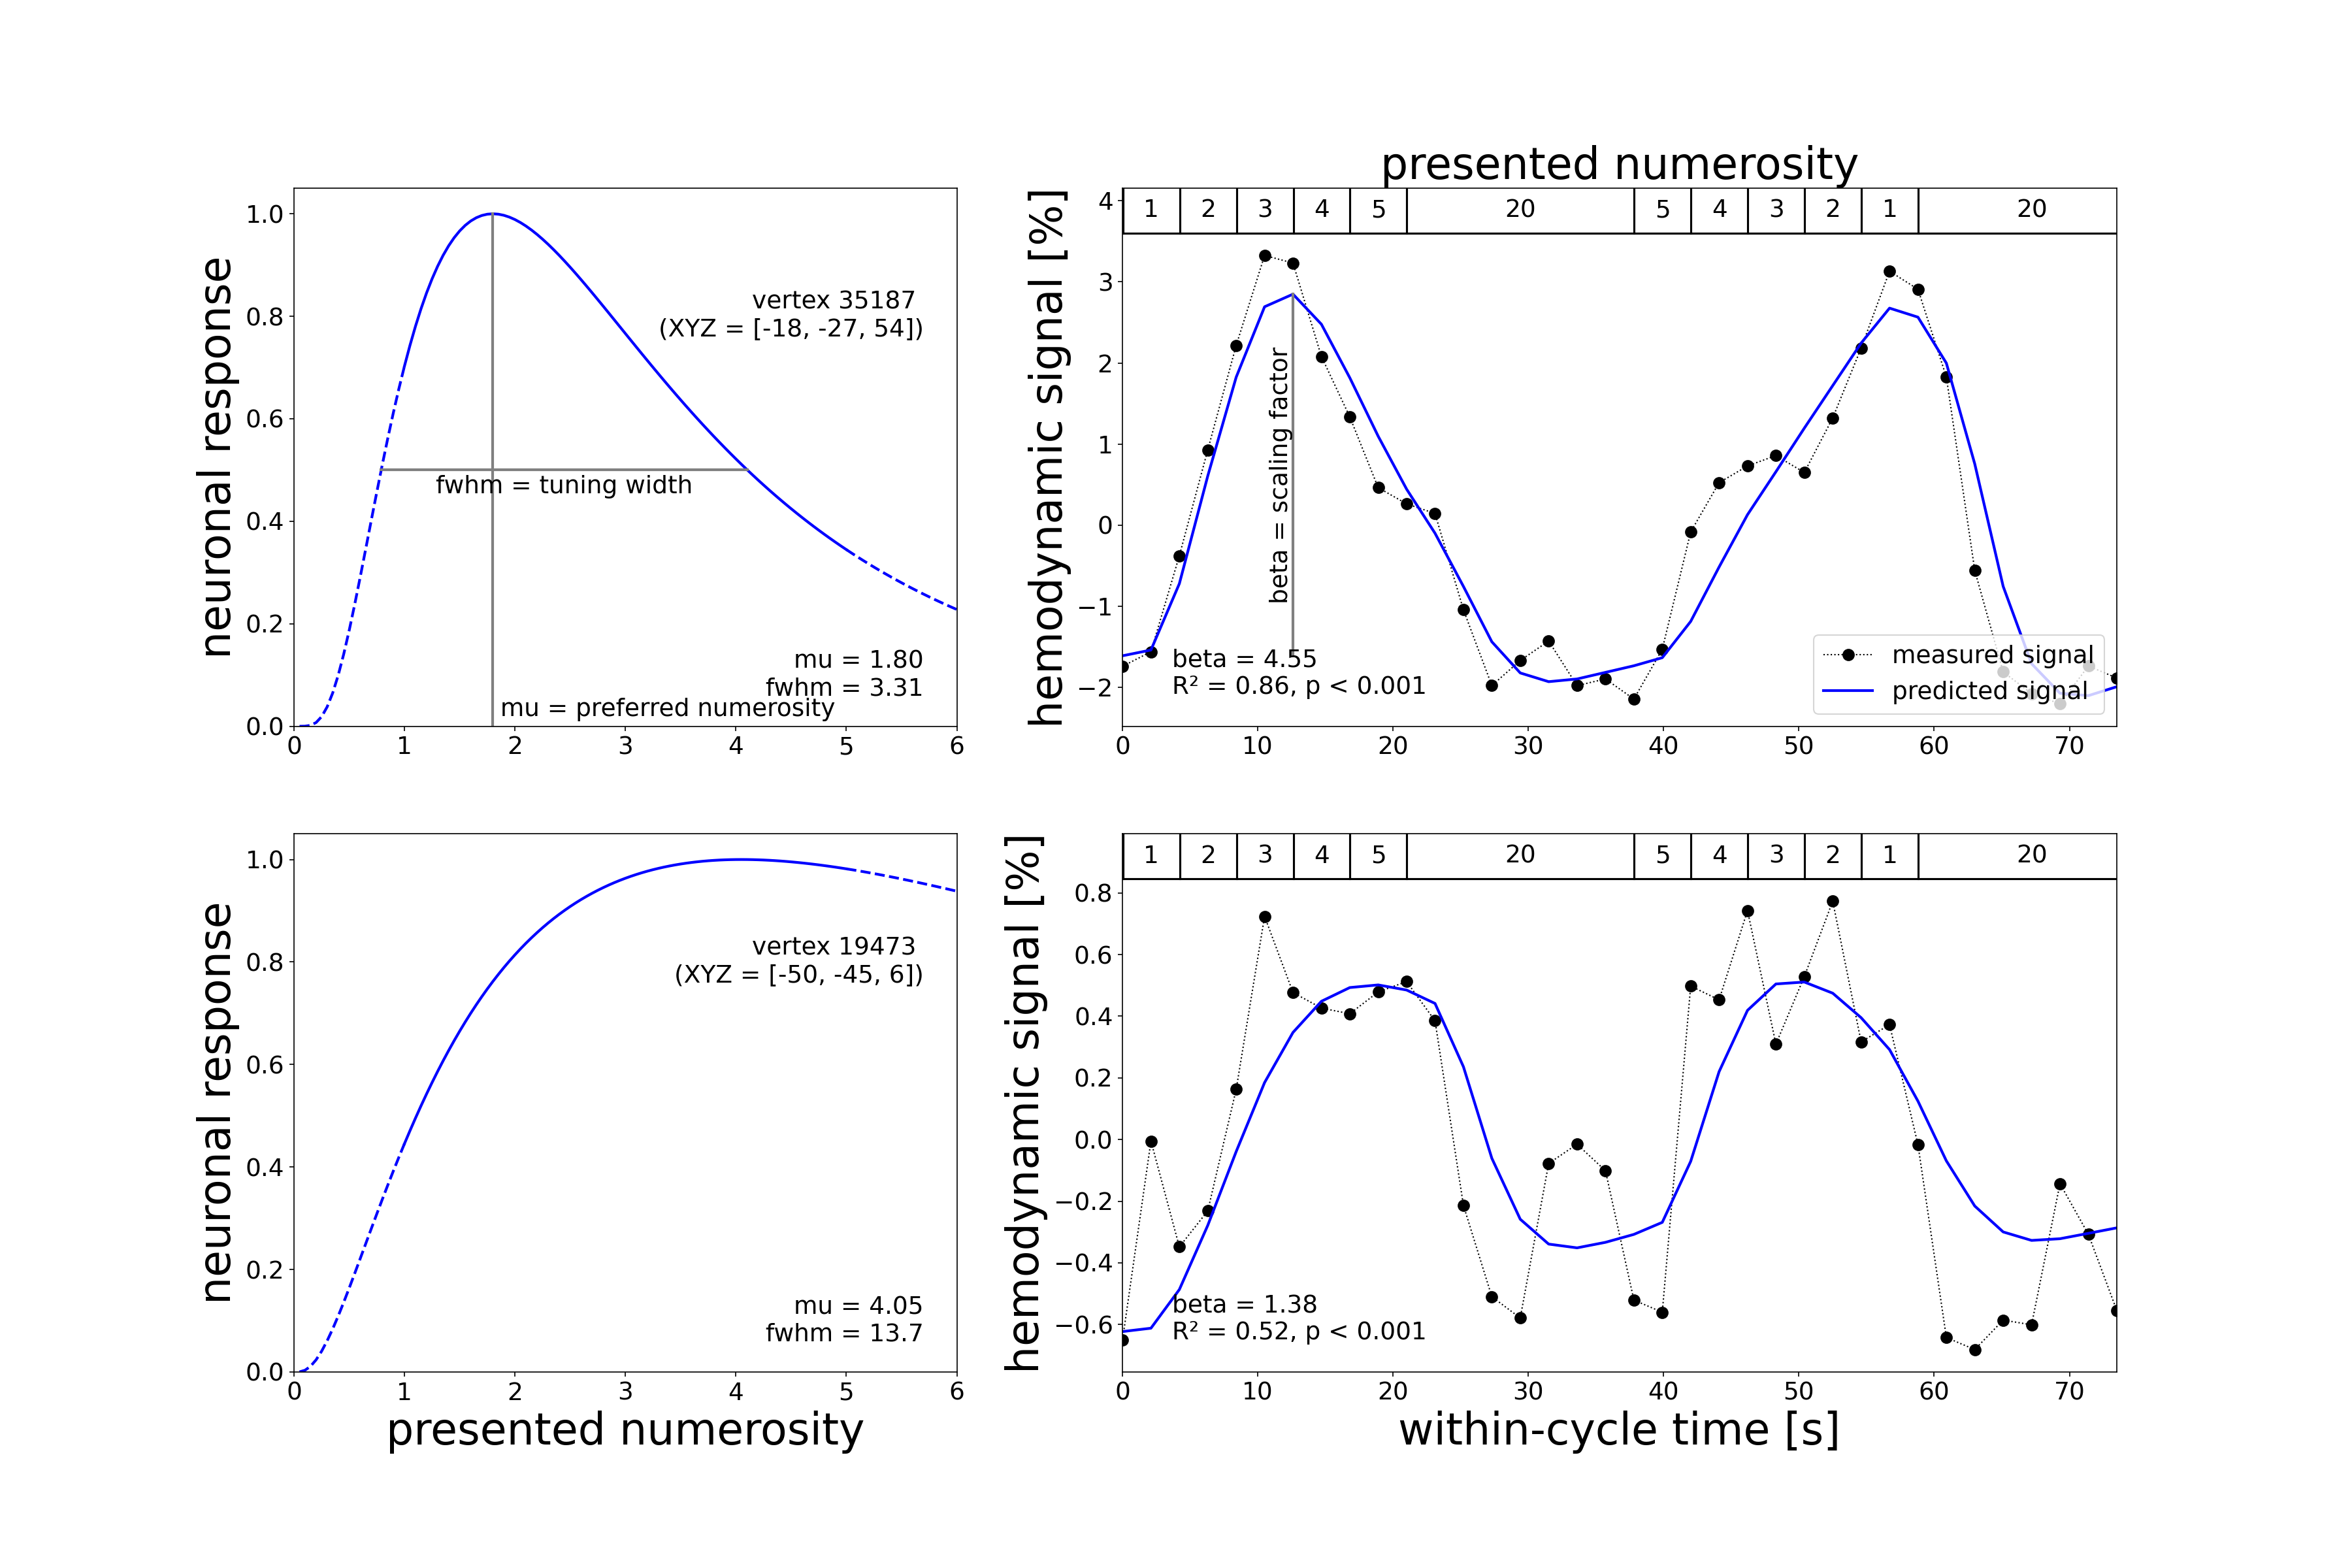 presented numerosity
neuronal response
1.0
0.8
0.6
0.4
0.2
0.0
0 1 2 3 4 5 6
vertex 35187
(XYZ = [-18, -27, 54])
fwhm = tuning width
mu = 1.80
fwhm = 3.31
mu = preferred numerosity
hemodynamic signal [%]
4
3
2
1
0
−1
−2
1 2 3 4 5 20 5 4 3 2 1 20
beta = scaling factor
beta = 4.55
R² = 0.86, p < 0.001
measured signal
predicted signal
0 10 20 30 40 50 60 70
neuronal response
1.0
0.8
0.6
0.4
0.2
0.0
0 1 2 3 4 5 6
vertex 19473
(XYZ = [-50, -45, 6])
mu = 4.05
fwhm = 13.7
presented numerosity
hemodynamic signal [%]
0.8
0.6
0.4
0.2
0.0
−0.2
−0.4
−0.6
1 2 3 4 5 20 5 4 3 2 1 20
beta = 1.38
R² = 0.52, p < 0.001
0 10 20 30 40 50 60 70
within-cycle time [s]